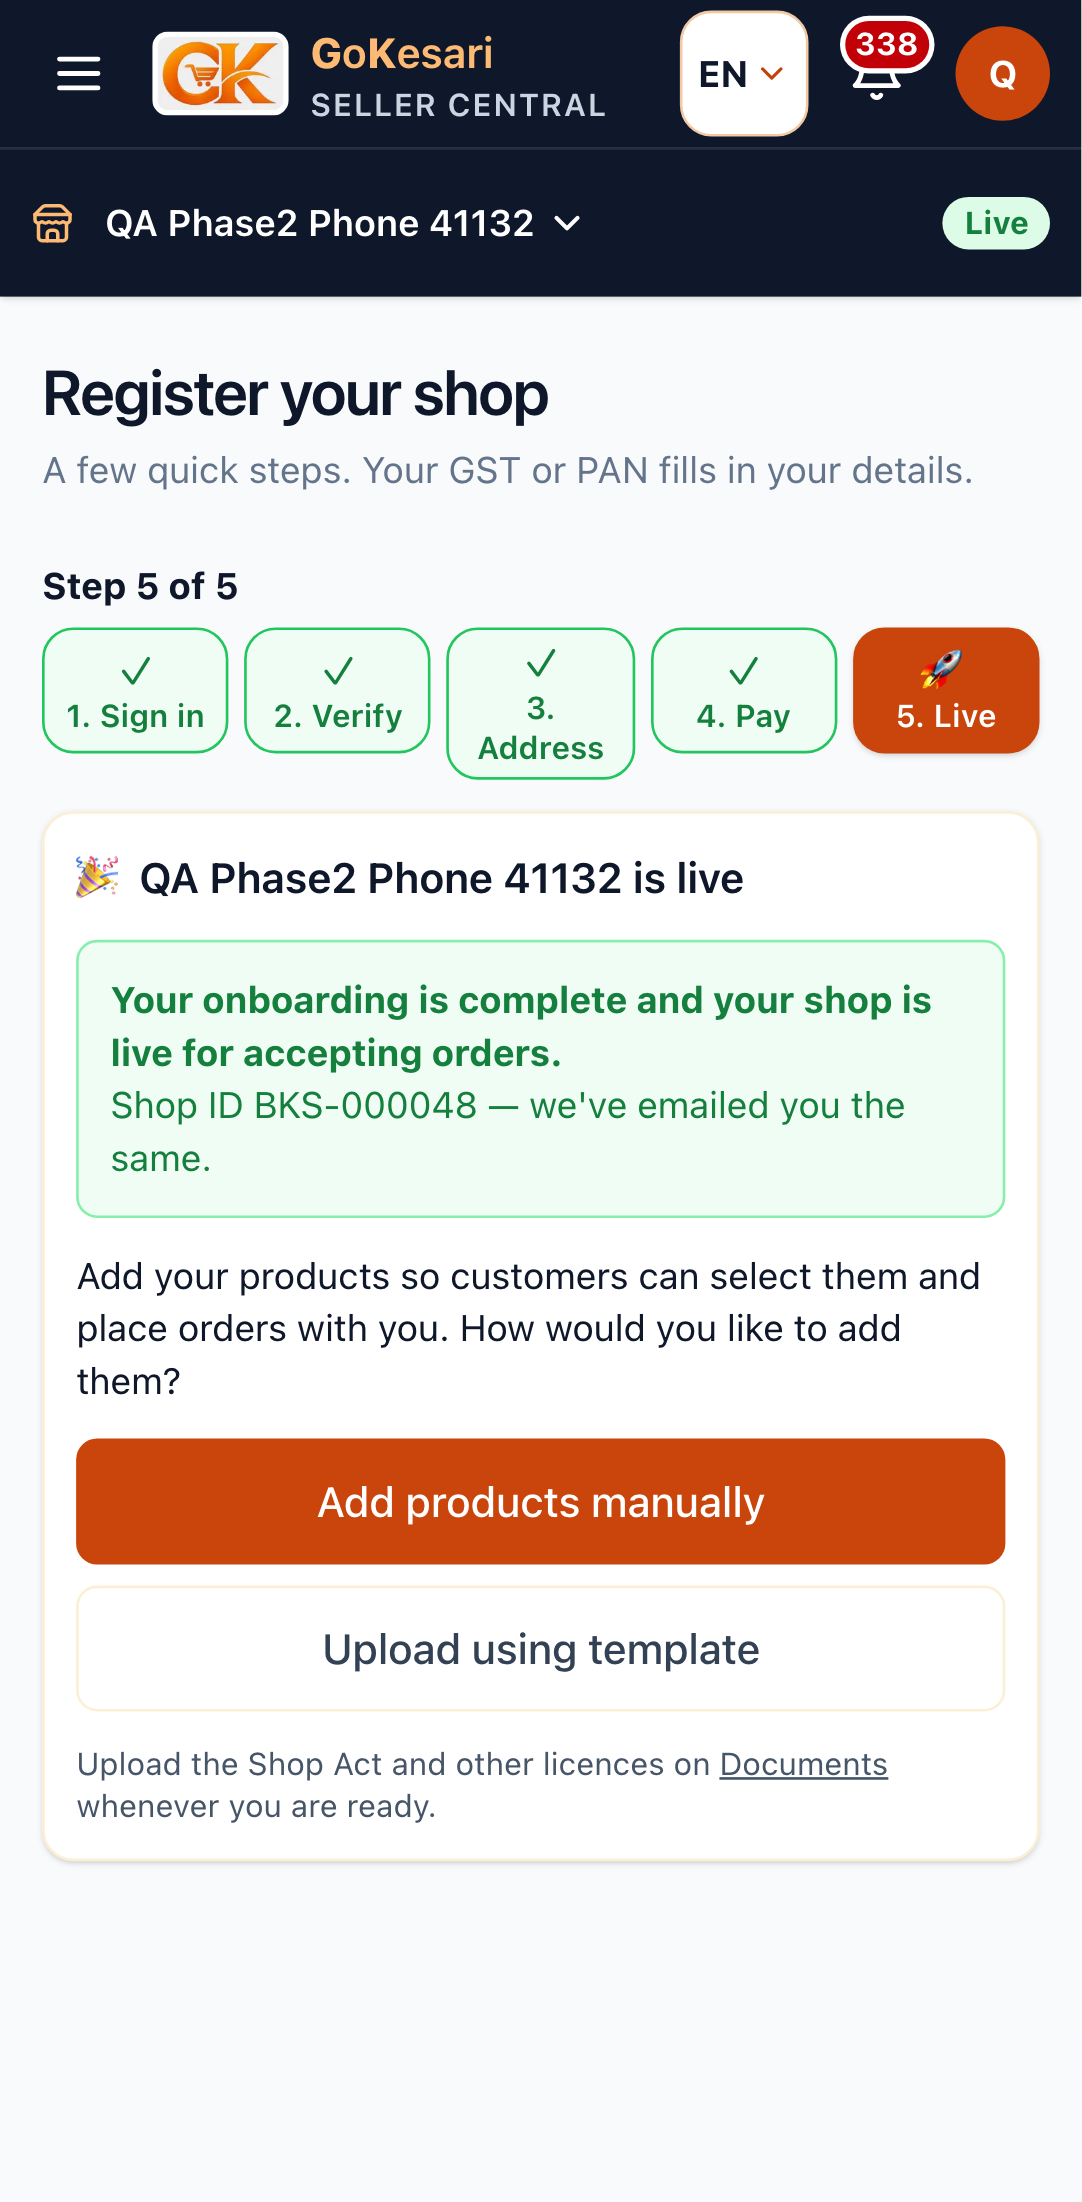 GK
GoKesari
SELLER CENTRAL
EN
338
Q
QA Phase2 Phone 41132
Live
Register your shop
A few quick steps. Your GST or PAN fills in your details.
Step 5 of 5
1. Sign in
2. Verify
3.
Address
4. Pay
5. Live
QA Phase2 Phone 41132 is live
Your onboarding is complete and your shop is
live for accepting orders.
Shop ID BKS-000048 — we've emailed you the
same.
Add your products so customers can select them and
place orders with you. How would you like to add
them?
Add products manually
Upload using template
Upload the Shop Act and other licences on Documents
whenever you are ready.